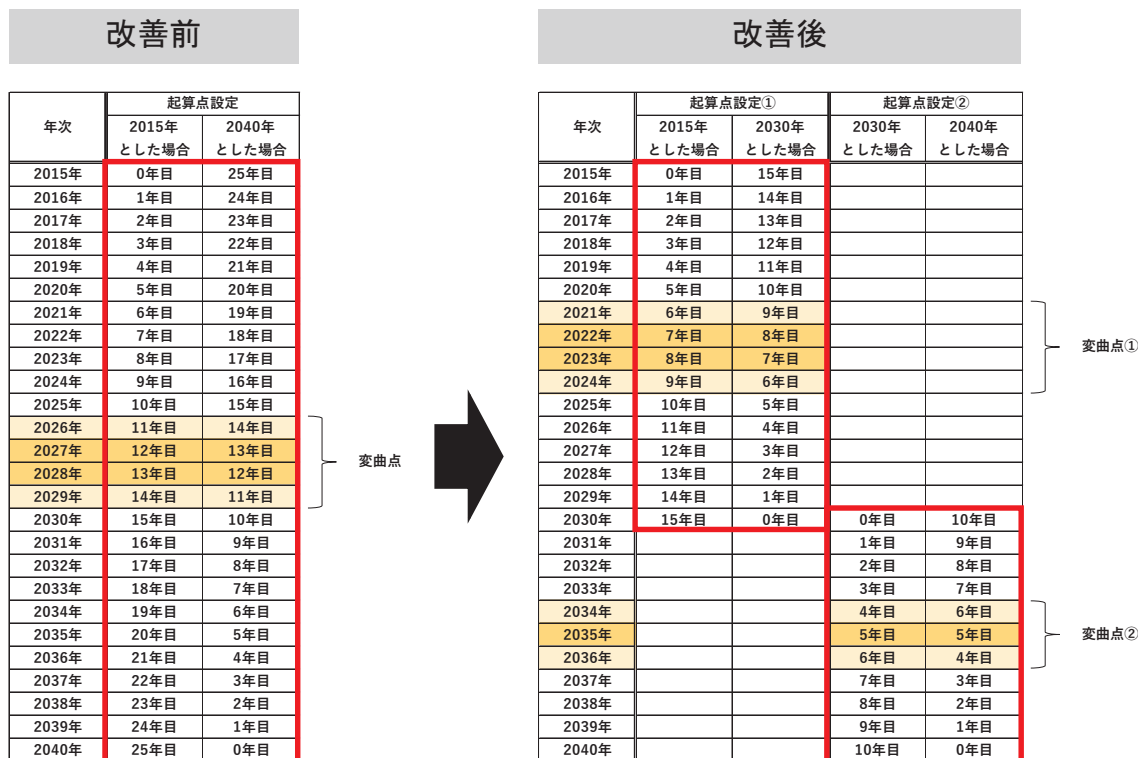 改善前
改善後
年次 起算点設定
2015年 2040年
とした場合 とした場合
2015年 0年目 25年目
2016年 1年目 24年目
2017年 2年目 23年目
2018年 3年目 22年目
2019年 4年目 21年目
2020年 5年目 20年目
2021年 6年目 19年目
2022年 7年目 18年目
2023年 8年目 17年目
2024年 9年目 16年目
2025年 10年目 15年目
2026年 11年目 14年目
2027年 12年目 13年目
2028年 13年目 12年目
2029年 14年目 11年目
2030年 15年目 10年目
2031年 16年目 9年目
2032年 17年目 8年目
2033年 18年目 7年目
2034年 19年目 6年目
2035年 20年目 5年目
2036年 21年目 4年目
2037年 22年目 3年目
2038年 23年目 2年目
2039年 24年目 1年目
2040年 25年目 0年目
変曲点
年次 起算点設定① 起算点設定②
2015年 2030年 2030年 2040年
とした場合 とした場合 とした場合 とした場合
2015年 0年目 15年目
2016年 1年目 14年目
2017年 2年目 13年目
2018年 3年目 12年目
2019年 4年目 11年目
2020年 5年目 10年目
2021年 6年目 9年目
2022年 7年目 8年目
2023年 8年目 7年目
2024年 9年目 6年目
2025年 10年目 5年目
2026年 11年目 4年目
2027年 12年目 3年目
2028年 13年目 2年目
2029年 14年目 1年目
2030年 15年目 0年目 0年目 10年目
2031年 1年目 9年目
2032年 2年目 8年目
2033年 3年目 7年目
2034年 4年目 6年目
2035年 5年目 5年目
2036年 6年目 4年目
2037年 7年目 3年目
2038年 8年目 2年目
2039年 9年目 1年目
2040年 10年目 0年目
変曲点①
変曲点②